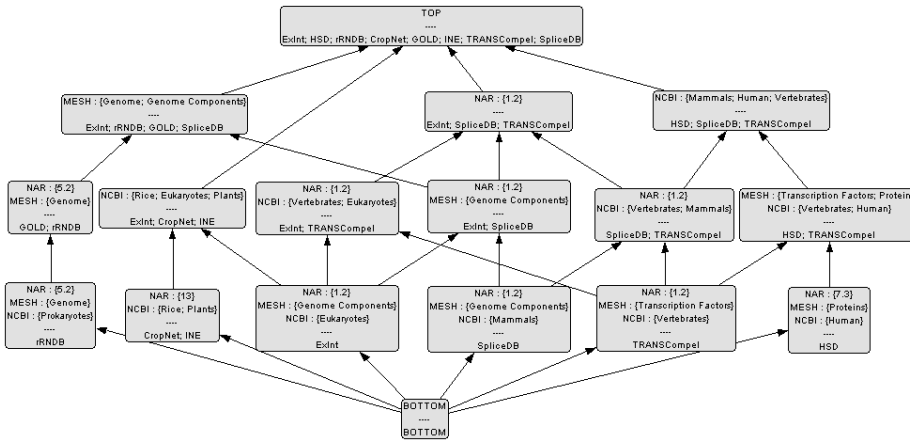 TOP
----
ExInt; HSD; rRNDB; CropNet; GOLD; INE; TRANSCompel; SpliceDB
MESH : {Genome; Genome Components}
----
ExInt; rRNDB; GOLD; SpliceDB
NAR : {1.2}
----
ExInt; SpliceDB; TRANSCompel
NCBI : {Mammals; Human; Vertebrates}
----
HSD; SpliceDB; TRANSCompel
NAR : {5.2}
MESH : {Genome}
----
GOLD; rRNDB
NCBI : {Rice; Eukaryotes; Plants}
----
ExInt; CropNet; INE
NAR : {1.2}
NCBI : {Vertebrates; Eukaryotes}
----
ExInt; TRANSCompel
NAR : {1.2}
MESH : {Genome Components}
----
ExInt; SpliceDB
NAR : {1.2}
NCBI : {Vertebrates; Mammals}
----
SpliceDB; TRANSCompel
MESH : {Transcription Factors; Proteins}
NCBI : {Vertebrates; Human}
----
HSD; TRANSCompel
NAR : {5.2}
MESH : {Genome}
NCBI : {Prokaryotes}
----
rRNDB
NAR : {13}
NCBI : {Rice; Plants}
----
CropNet; INE
NAR : {1.2}
MESH : {Genome Components}
NCBI : {Eukaryotes}
----
ExInt
NAR : {1.2}
MESH : {Genome Components}
NCBI : {Mammals}
----
SpliceDB
NAR : {1.2}
MESH : {Transcription Factors}
NCBI : {Vertebrates}
----
TRANSCompel
NAR : {7.3}
MESH : {Proteins}
NCBI : {Human}
----
HSD
BOTTOM
----
BOTTOM